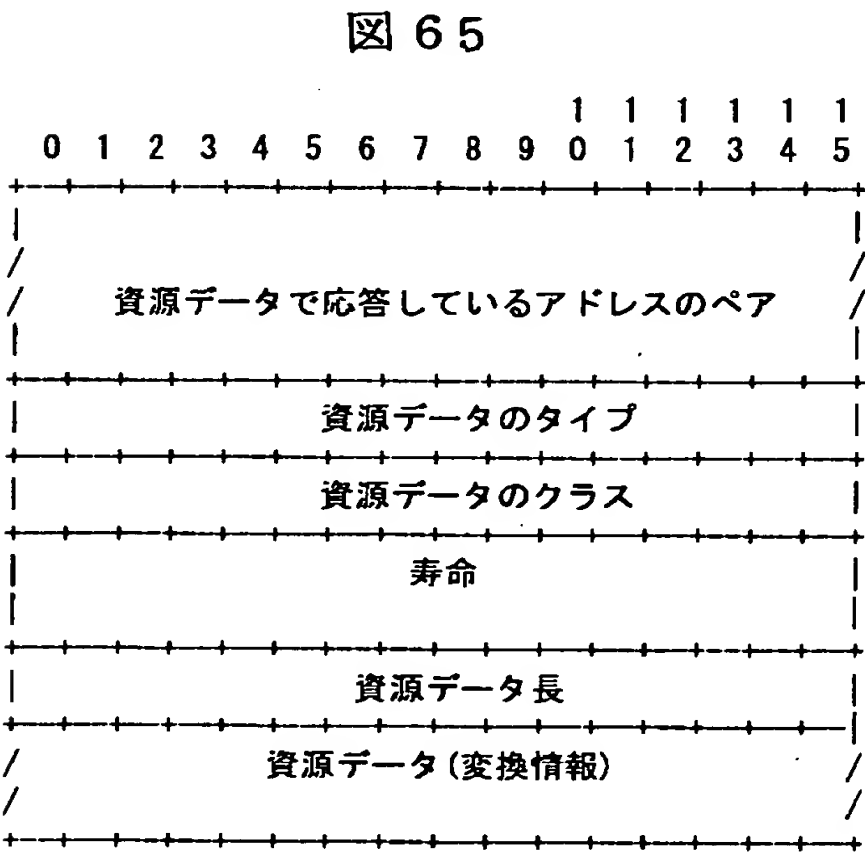 図65
1 1 1 1 1 1
0 1 2 3 4 5 6 7 8 9 0 1 2 3 4 5
資源データで応答しているアドレスのペア
資源データのタイプ
資源データのクラス
寿命
資源データ長
資源データ(変換情報)